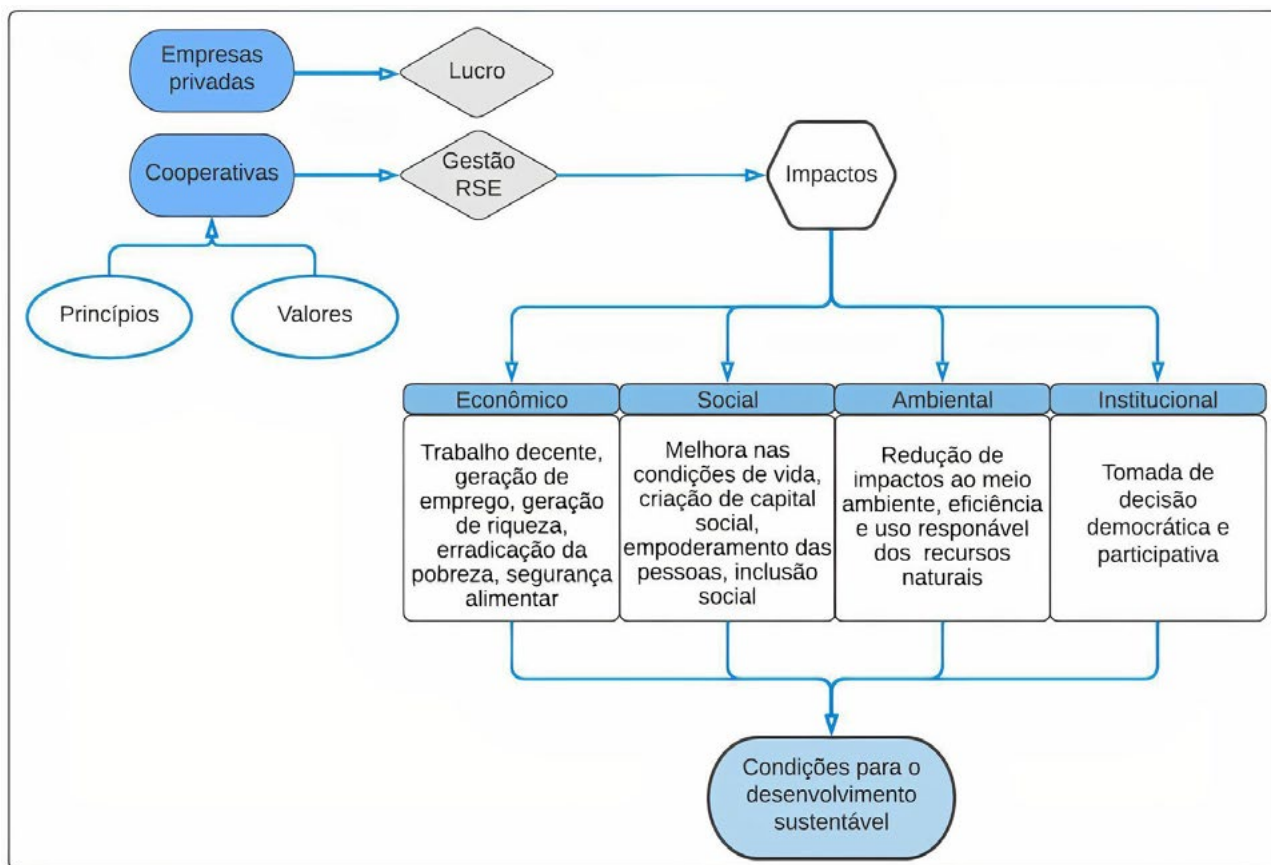 Empresas
privadas
Lucro
Cooperativas
Gestão
RSE
Impactos
Princípios
Valores
Econômico
Trabalho decente,
geração de
emprego, geração
de riqueza,
erradicação da
pobreza, segurança
alimentar
Social
Melhora nas
condições de vida,
criação de capital
social,
empoderamento das
pessoas, inclusão
social
Ambiental
Redução de
impactos ao meio
ambiente, eficiência
e uso responável
dos recursos
naturais
Institucional
Tomada de
decisão
democrática e
participativa
Condições para o
desenvolvimento
sustentável